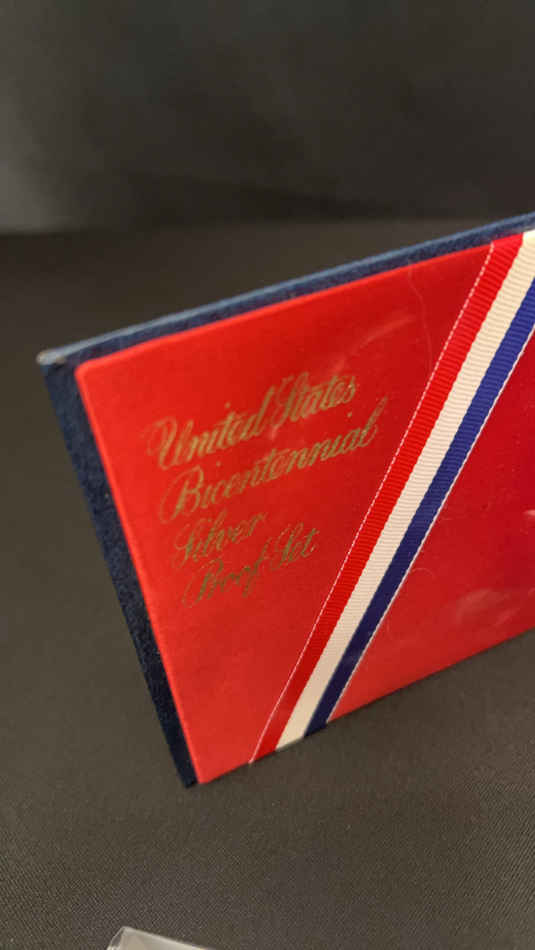 United States
Bicentennial
Silver
Proof Set